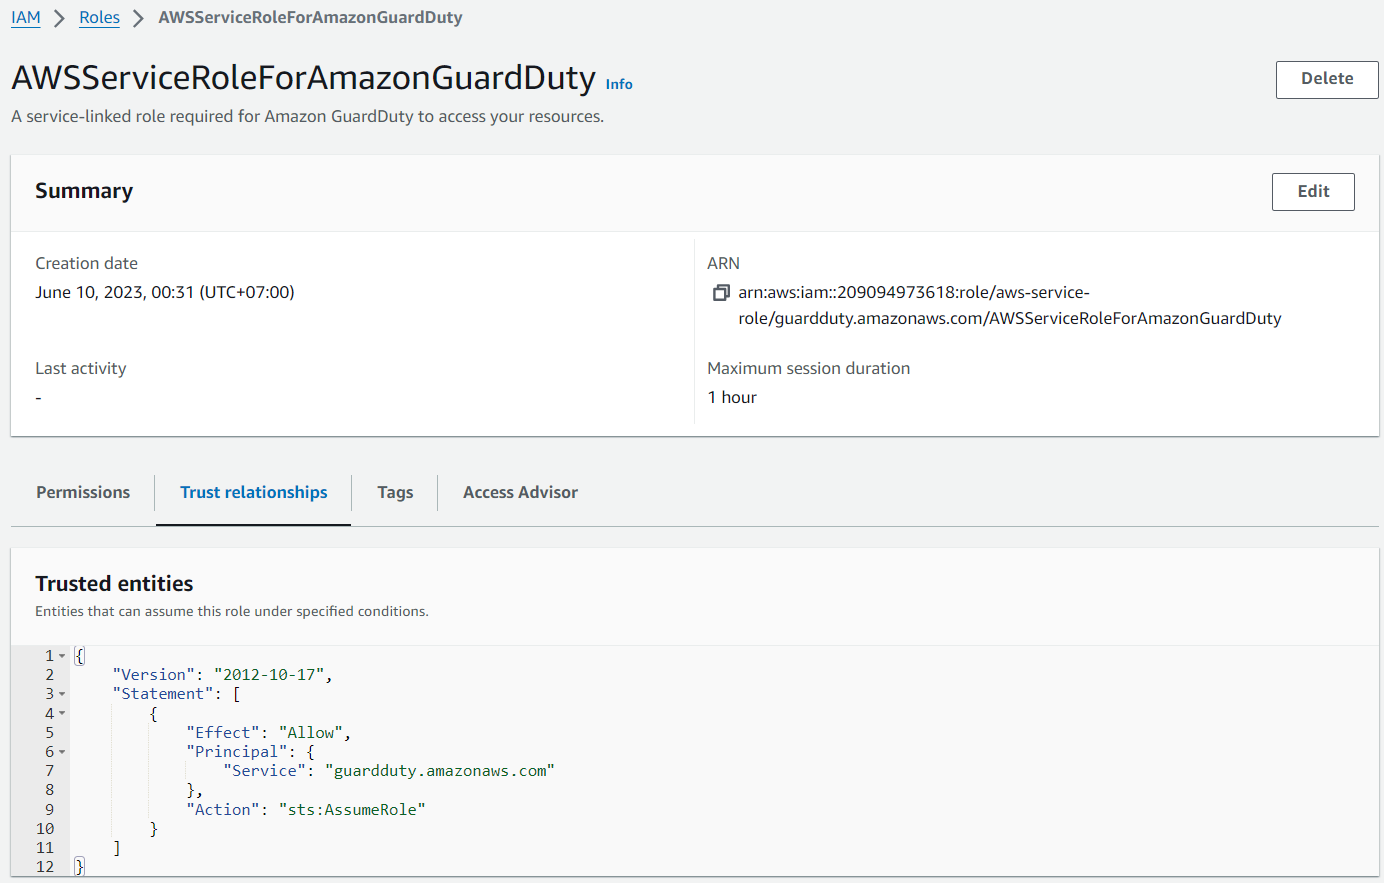 IAM > Roles > AWSServiceRoleForAmazonGuardDuty
AWSServiceRoleForAmazonGuardDuty Info
Delete
A service-linked role required for Amazon GuardDuty to access your resources.
Summary
Edit
Creation date
June 10, 2023, 00:31 (UTC+07:00)
ARN
arn:aws:iam::209094973618:role/aws-service-
role/guardduty.amazonaws.com/AWSServiceRoleForAmazonGuardDuty
Last activity
-
Maximum session duration
1 hour
Permissions
Trust relationships
Tags
Access Advisor
Trusted entities
Entities that can assume this role under specified conditions.
1 {
2     "Version": "2012-10-17",
3     "Statement": [
4         {
5             "Effect": "Allow",
6             "Principal": {
7                 "Service": "guardduty.amazonaws.com"
8             },
9             "Action": "sts:AssumeRole"
10         }
11     ]
12 }